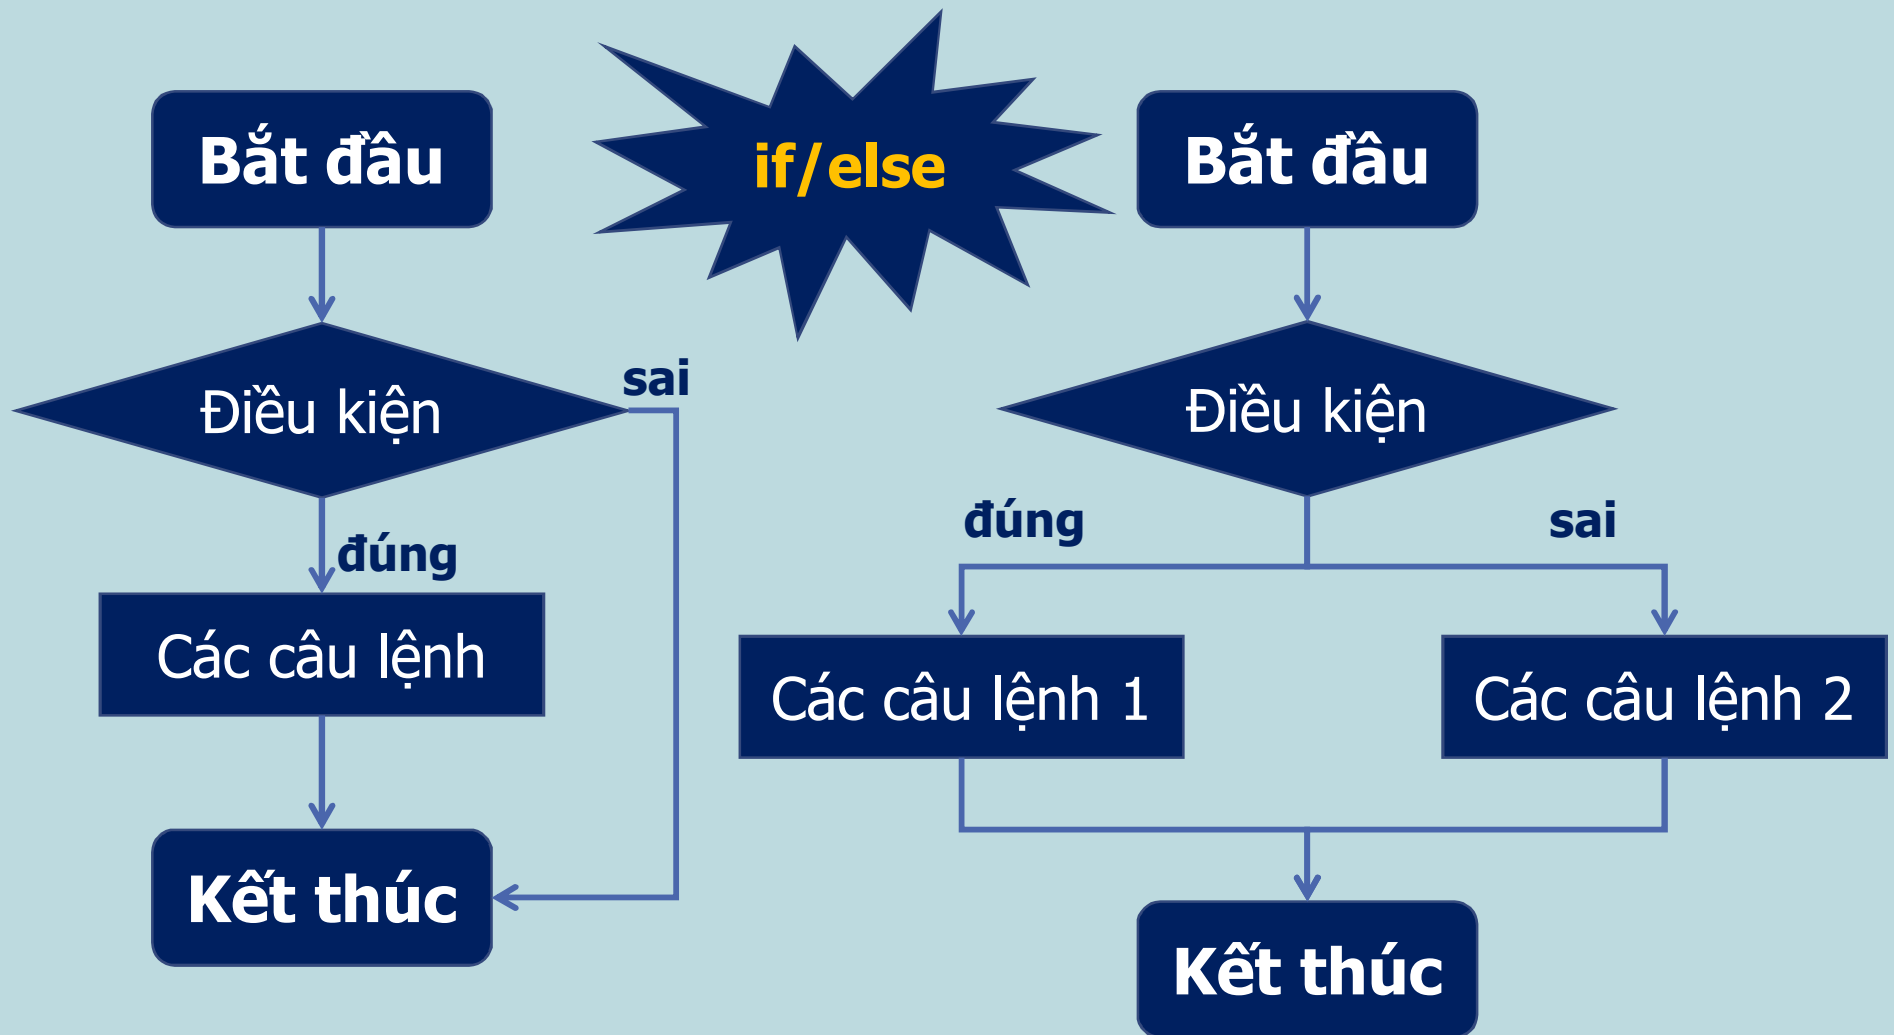 Bắt đầu
Điều kiện
sai
đúng
Các câu lệnh
Kết thúc
if/else
Bắt đầu
Điều kiện
đúng
sai
Các câu lệnh 1
Các câu lệnh 2
Kết thúc